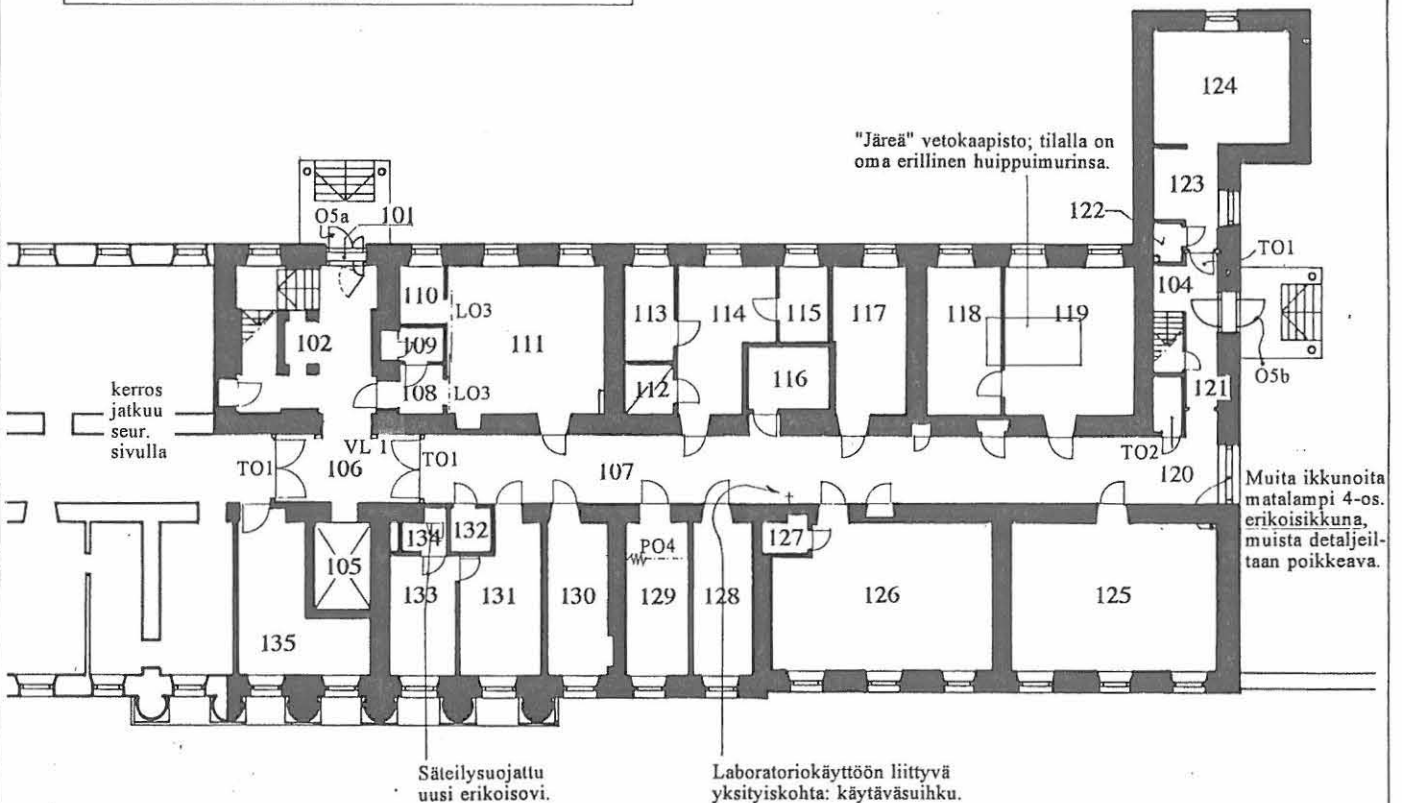 124
"Järeä" vetokaapisto; tilalla on
oma erillinen huippuimurinsa.
123
122
O5a
101
TO1
104
110
LO3
113
114
115
117
118
119
102
109
111
116
O5b
kerros
jatkuu
seur.
sivulla
108
LO3
112
121
VL 1
TO1
106
TO1
107
TO2
120
Muita ikkunoita
matalampi 4-os.
erikoisikkuna,
muista detaljeil-
taan poikkeava.
134
132
127
105
PO4
133
131
130
129
128
126
125
135
Säteilysuojattu
uusi erikoisovi.
Laboratoriokäyttöön liittyvä
yksityiskohta: käytäväsuihku.